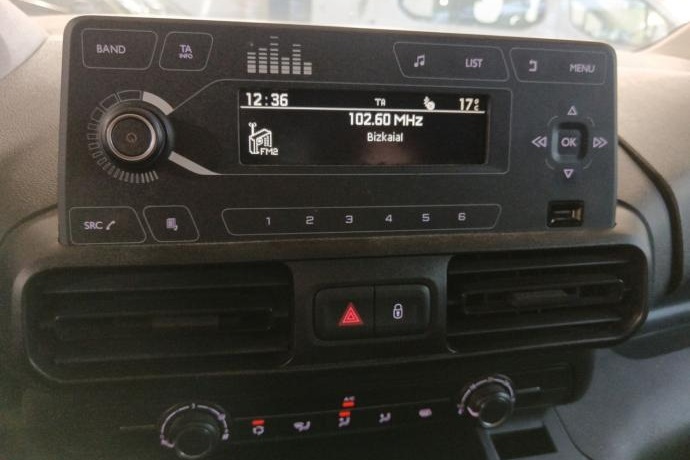 BAND
TA
INFO
LIST
MENU
12:36 TA 17°C
102.60 MHz
FM2
Bizkaia!
OK
SRC
1 2 3 4 5 6
A/C